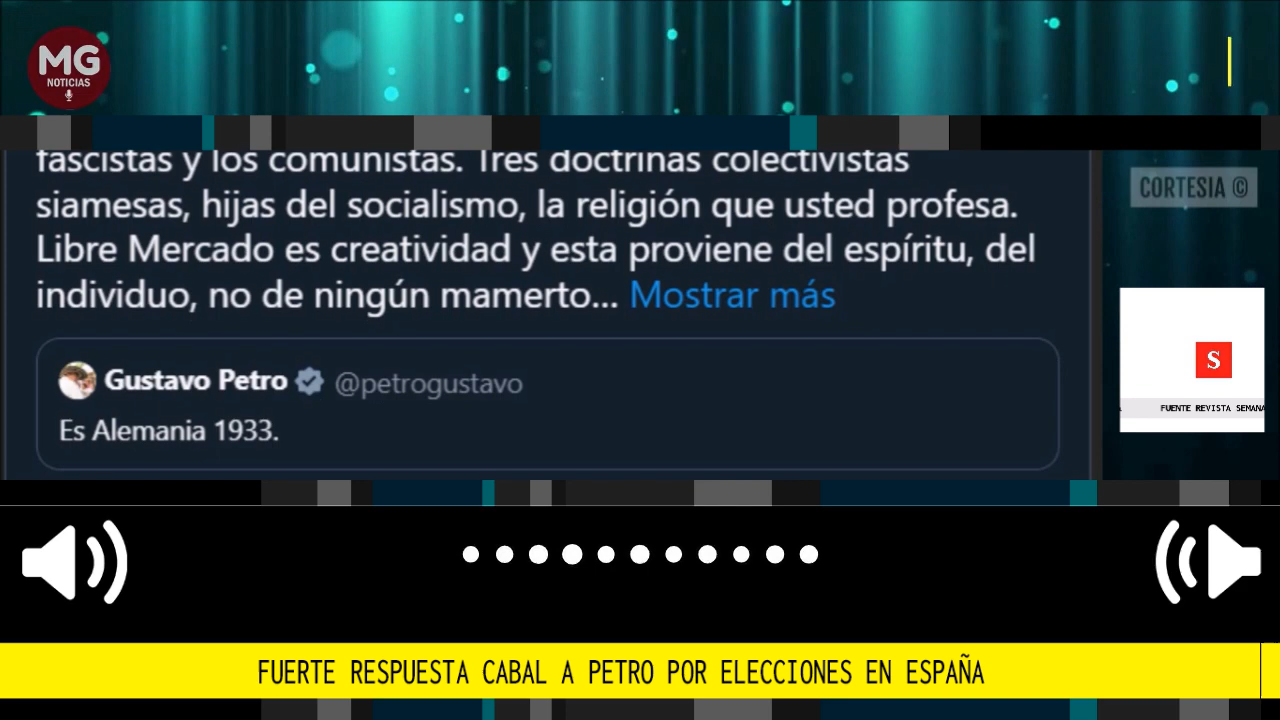 MG
NOTICIAS
fascistas y los comunistas. Tres doctrinas colectivistas
siamesas, hijas del socialismo, la religión que usted profesa.
Libre Mercado es creatividad y esta proviene del espíritu, del
individuo, no de ningún mamerto... Mostrar más
Gustavo Petro @petrogustavo
Es Alemania 1933.
CORTESIA ©
S
FUENTE REVISTA SEMANA
FUERTE RESPUESTA CABAL A PETRO POR ELECCIONES EN ESPAÑA